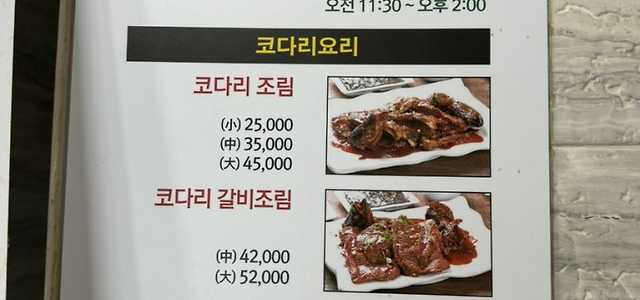 오전 11:30 ~ 오후 2:00
코다리요리
코다리 조림
(小) 25,000
(中) 35,000
(大) 45,000
코다리 갈비조림
(中) 42,000
(大) 52,000